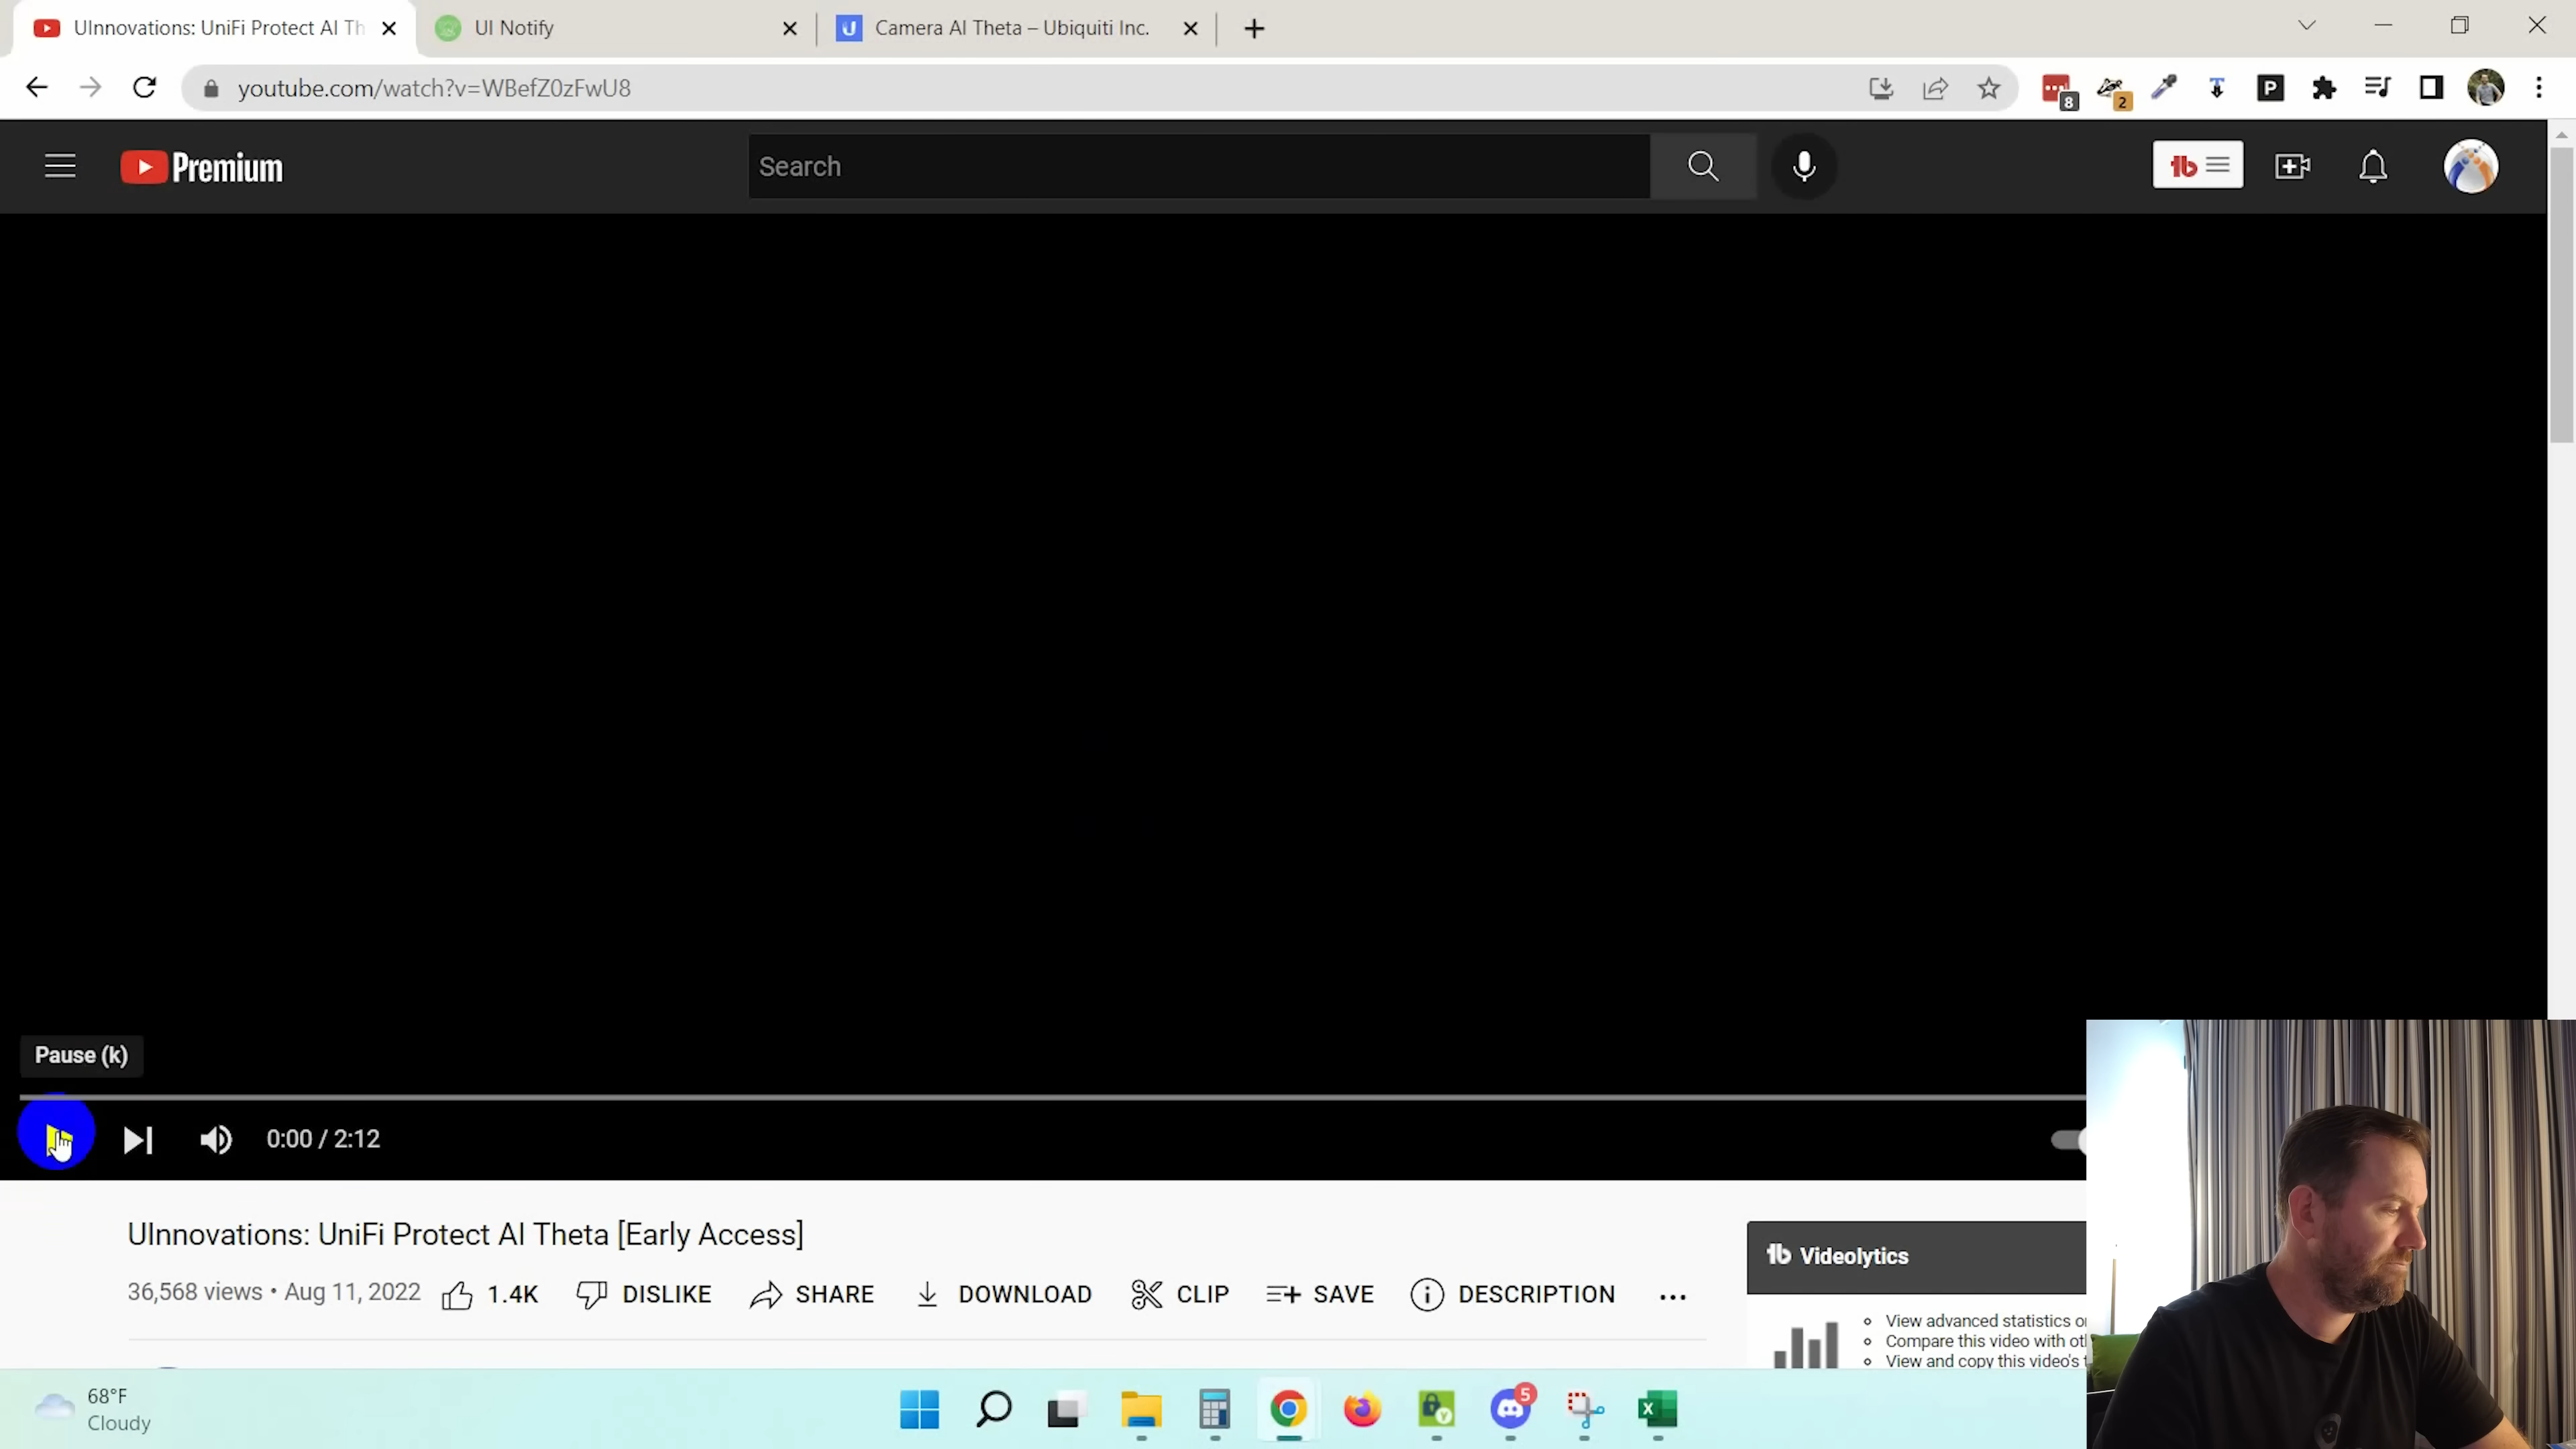 UInnovations: UniFi Protect AI Th
UI Notify
Camera AI Theta – Ubiquiti Inc.
youtube.com/watch?v=WBefZ0zFwU8
8
2
P
Premium
Search
tb
Pause (k)
0:00 / 2:12
UInnovations: UniFi Protect AI Theta [Early Access]
36,568 views • Aug 11, 2022
1.4K
DISLIKE
SHARE
DOWNLOAD
CLIP
SAVE
DESCRIPTION
tb Videolytics
View advanced statistics
Compare this video with
View and copy this video's
68°F
Cloudy
5